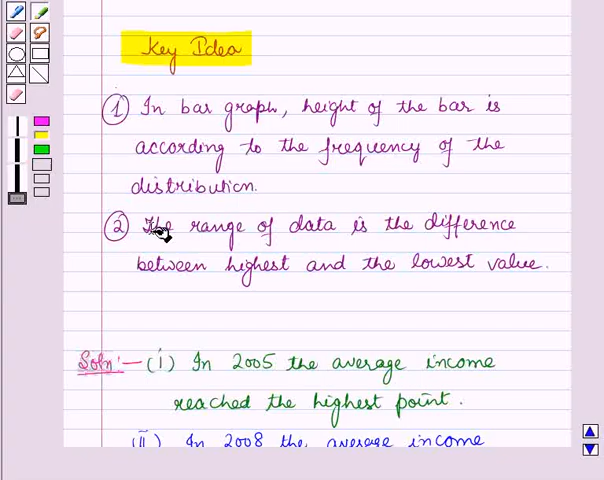 Key Idea
① In bar graph, height of the bar is
according to the frequency of the
distribution.
② The range of data is the difference
between highest and the lowest value.
Soln:- (i) In 2005 the average income
reached the highest point.
(ii) In 2008 the average income